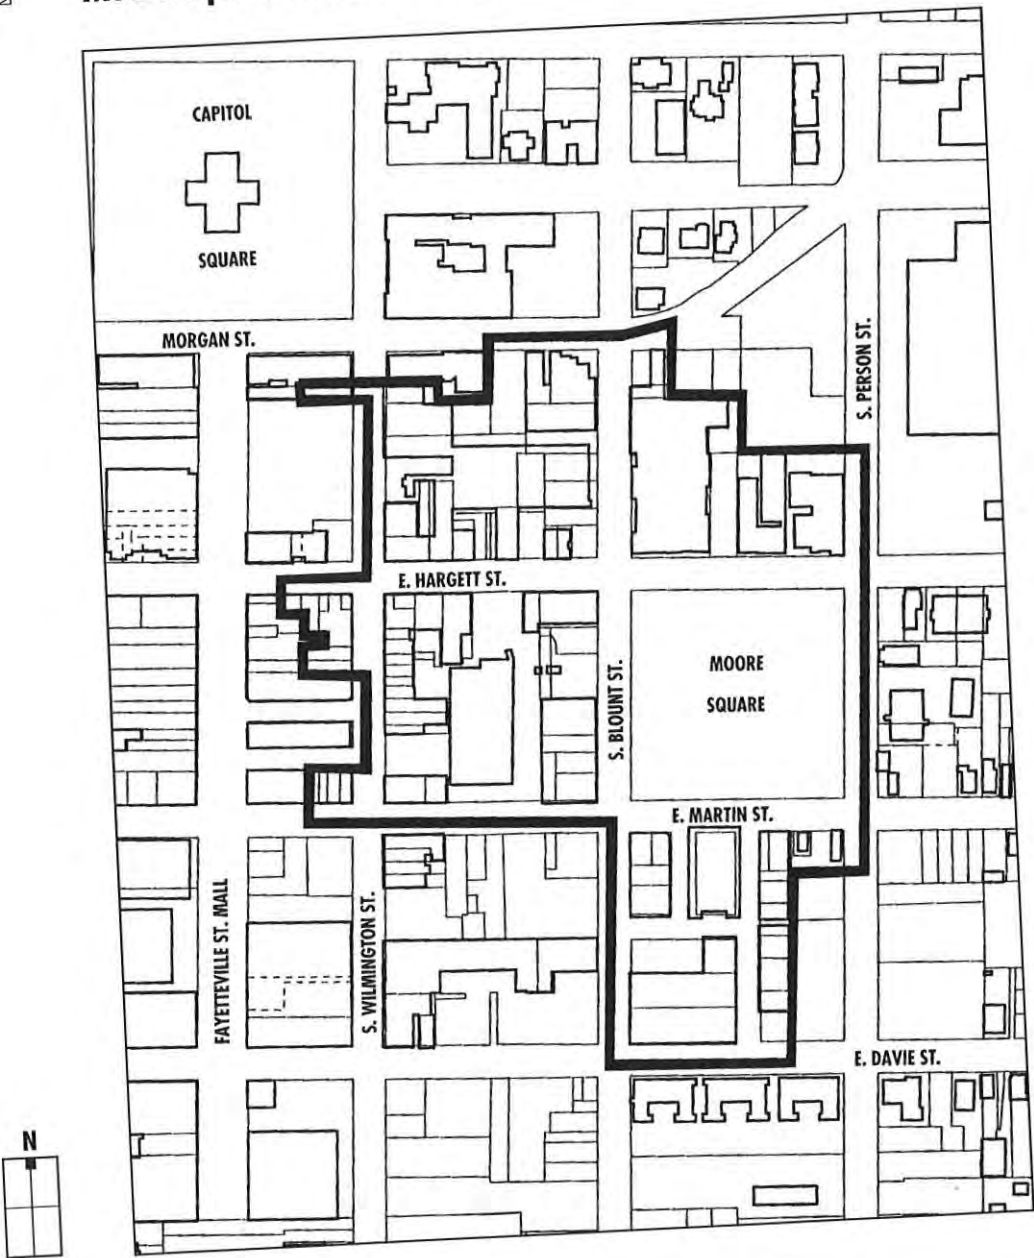 CAPITOL
SQUARE
MORGAN ST.
S. PERSON ST.
E. HARGETT ST.
MOORE
SQUARE
S. BLOUNT ST.
E. MARTIN ST.
FAYETTEVILLE ST. MALL
S. WILMINGTON ST.
E. DAVIE ST.
N